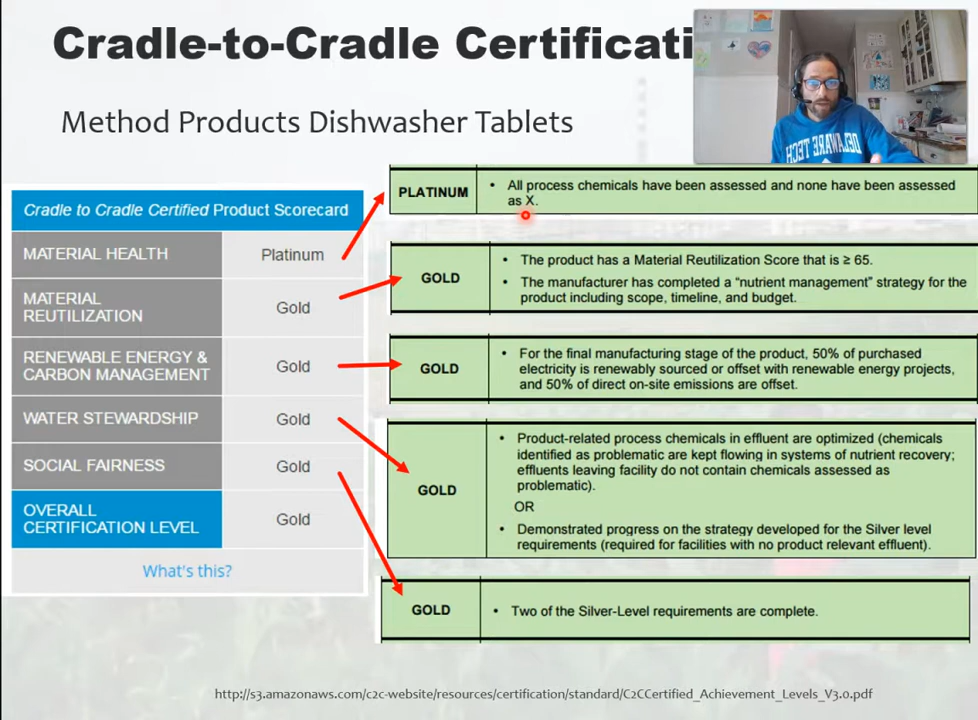 Cradle-to-Cradle Certificati
Method Products Dishwasher Tablets
DELAWARE
TECH
Cradle to Cradle Certified Product Scorecard
MATERIAL HEALTH Platinum
MATERIAL
REUTILIZATION Gold
RENEWABLE ENERGY &
CARBON MANAGEMENT Gold
WATER STEWARDSHIP Gold
SOCIAL FAIRNESS Gold
OVERALL
CERTIFICATION LEVEL Gold
What's this?
PLATINUM
• All process chemicals have been assessed and none have been assessed
as X.
GOLD
• The product has a Material Reutilization Score that is ≥ 65.
• The manufacturer has completed a “nutrient management” strategy for the
product including scope, timeline, and budget.
GOLD
• For the final manufacturing stage of the product, 50% of purchased
electricity is renewably sourced or offset with renewable energy projects,
and 50% of direct on-site emissions are offset.
GOLD
• Product-related process chemicals in effluent are optimized (chemicals
identified as problematic are kept flowing in systems of nutrient recovery;
effluents leaving facility do not contain chemicals assessed as
problematic).
OR
• Demonstrated progress on the strategy developed for the Silver level
requirements (required for facilities with no product relevant effluent).
GOLD
• Two of the Silver-Level requirements are complete.
http://s3.amazonaws.com/c2c-website/resources/certification/standard/C2CCertified_Achievement_Levels_V3.0.pdf